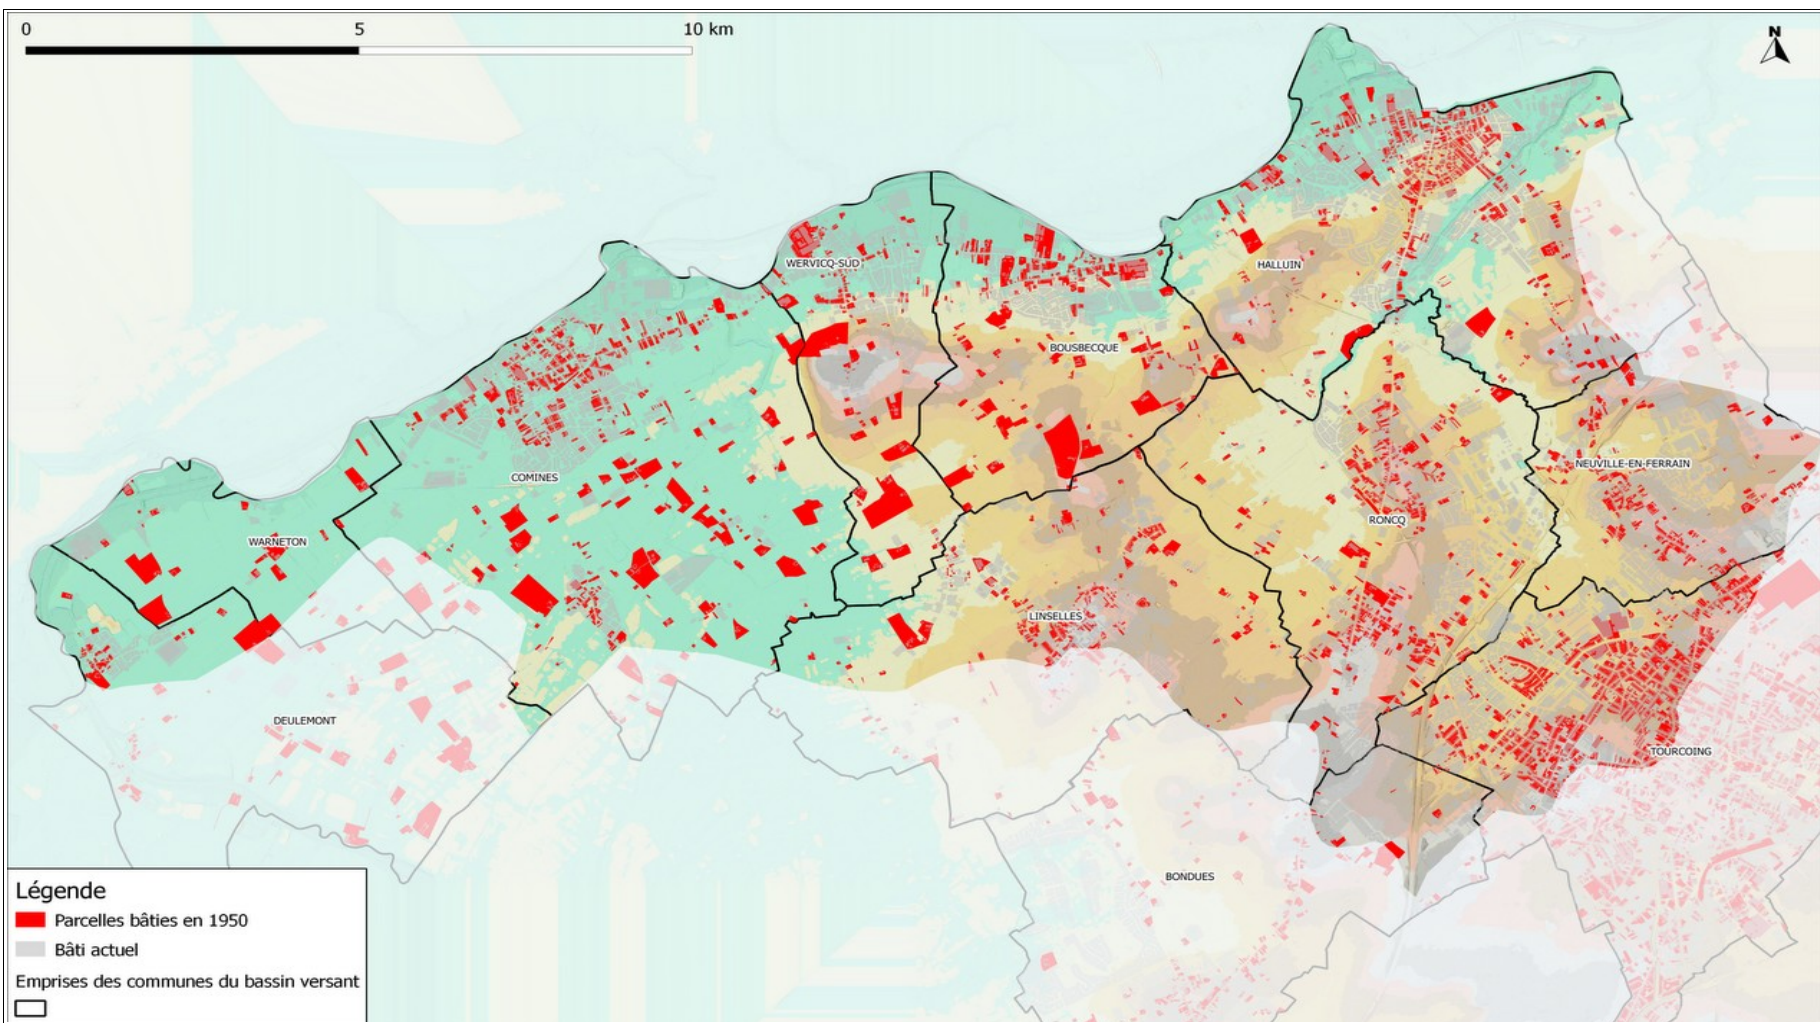 0 5 10 km
N
WERVICQ-SUD
HALLUIN
BOUSBECQUE
COMINES
NEUVILLE-EN-FERRAIN
RONCQ
WARNETON
LINSELLES
DEULEMONT
TOURCOING
BONDUES
Légende
Parcelles bâties en 1950
Bâti actuel
Emprises des communes du bassin versant